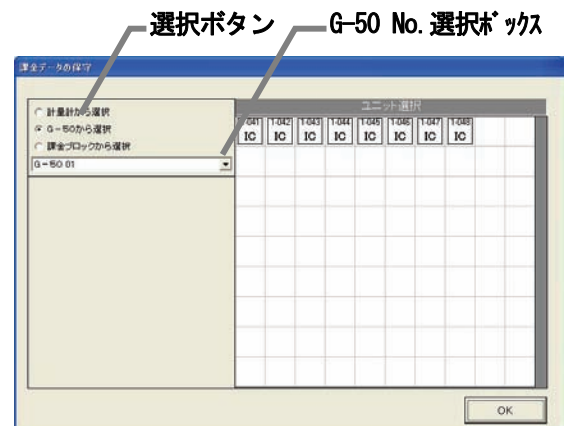 選択ボタン
G-50 No.選択ﾎﾞｯｸｽ
課金データの保守
計量計から選択
G-50から選択
課金ブロックから選択
G-50 01
ユニット選択
1-041 1-042 1-043 1-044 1-045 1-046 1-047 1-048
IC IC IC IC IC IC IC IC
OK